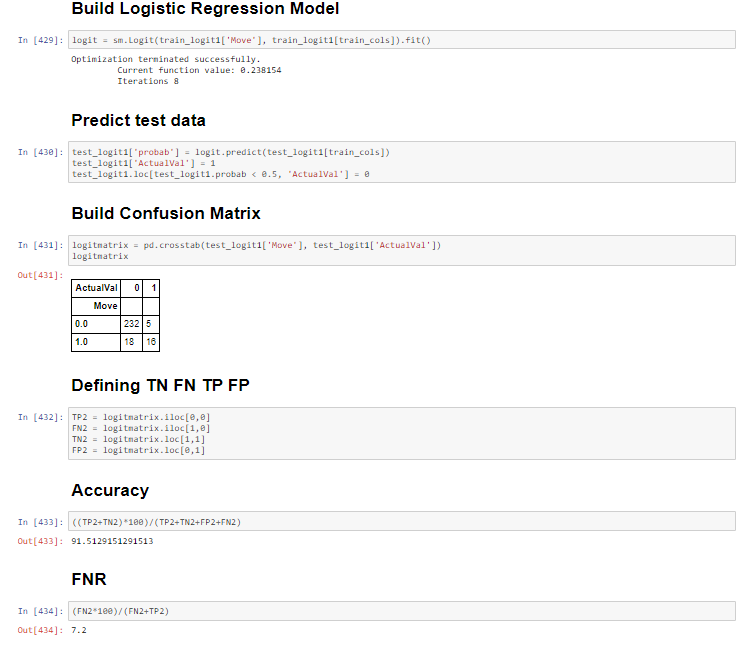 Build Logistic Regression Model
In [429]: logit = sm.Logit(train_logit1['Move'], train_logit1[train_cols]).fit()
Optimization terminated successfully.
Current function value: 0.238154
Iterations 8
Predict test data
In [430]: test_logit1['probab'] = logit.predict(test_logit1[train_cols])
test_logit1['ActualVal'] = 1
test_logit1.loc[test_logit1.probab < 0.5, 'ActualVal'] = 0
Build Confusion Matrix
In [431]: logitmatrix = pd.crosstab(test_logit1['Move'], test_logit1['ActualVal'])
logitmatrix
Out[431]:
ActualVal 0 1
Move
0.0 232 5
1.0 18 16
Defining TN FN TP FP
In [432]: TP2 = logitmatrix.iloc[0,0]
FN2 = logitmatrix.iloc[1,0]
TN2 = logitmatrix.loc[1,1]
FP2 = logitmatrix.loc[0,1]
Accuracy
In [433]: ((TP2+TN2)*100)/(TP2+TN2+FP2+FN2)
Out[433]: 91.5129151291513
FNR
In [434]: (FN2*100)/(FN2+TP2)
Out[434]: 7.2